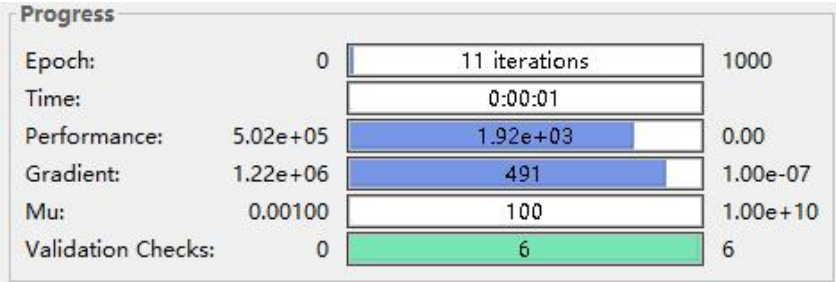 Progress
Epoch: 0 11 iterations 1000
Time: 0:00:01
Performance: 5.02e+05 1.92e+03 0.00
Gradient: 1.22e+06 491 1.00e-07
Mu: 0.00100 100 1.00e+10
Validation Checks: 0 6 6